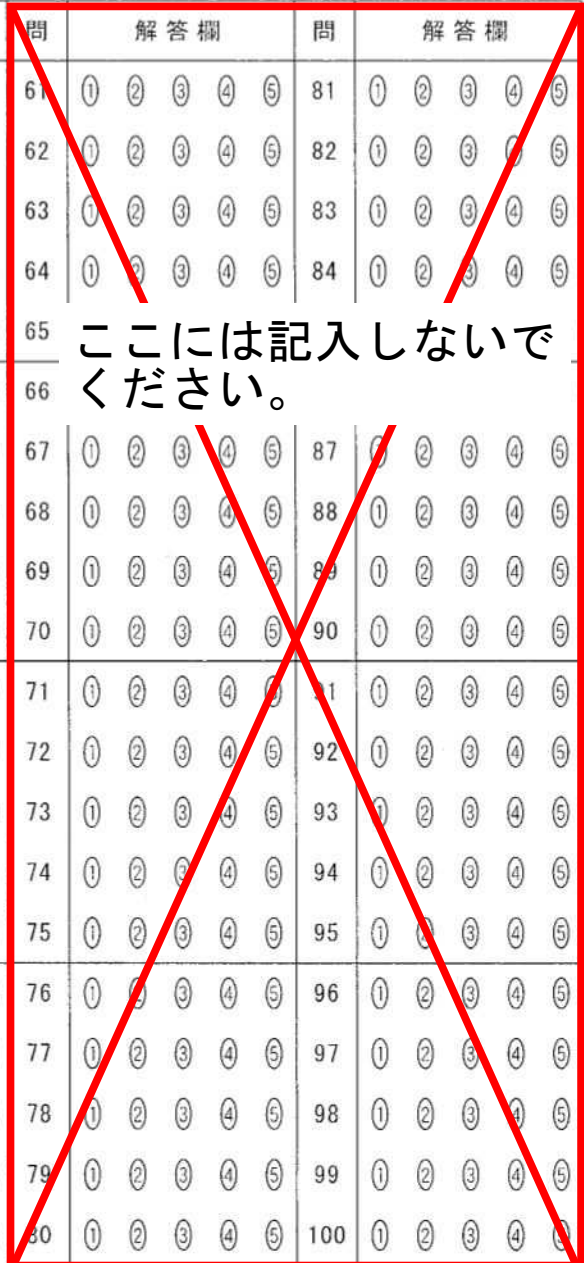 問 解答欄 問 解答欄
61 ① ② ③ ④ ⑤ 81 ① ② ③ ④ ⑤
62 ① ② ③ ④ ⑤ 82 ① ② ③ ④ ⑤
63 ① ② ③ ④ ⑤ 83 ① ② ③ ④ ⑤
64 ① ② ③ ④ ⑤ 84 ① ② ③ ④ ⑤
65 ここには記入しないで
66 ください。
67 ① ② ③ ④ ⑤ 87 ① ② ③ ④ ⑤
68 ① ② ③ ④ ⑤ 88 ① ② ③ ④ ⑤
69 ① ② ③ ④ ⑤ 89 ① ② ③ ④ ⑤
70 ① ② ③ ④ ⑤ 90 ① ② ③ ④ ⑤
71 ① ② ③ ④ ⑤ 91 ① ② ③ ④ ⑤
72 ① ② ③ ④ ⑤ 92 ① ② ③ ④ ⑤
73 ① ② ③ ④ ⑤ 93 ① ② ③ ④ ⑤
74 ① ② ③ ④ ⑤ 94 ① ② ③ ④ ⑤
75 ① ② ③ ④ ⑤ 95 ① ② ③ ④ ⑤
76 ① ② ③ ④ ⑤ 96 ① ② ③ ④ ⑤
77 ① ② ③ ④ ⑤ 97 ① ② ③ ④ ⑤
78 ① ② ③ ④ ⑤ 98 ① ② ③ ④ ⑤
79 ① ② ③ ④ ⑤ 99 ① ② ③ ④ ⑤
80 ① ② ③ ④ ⑤ 100 ① ② ③ ④ ⑤